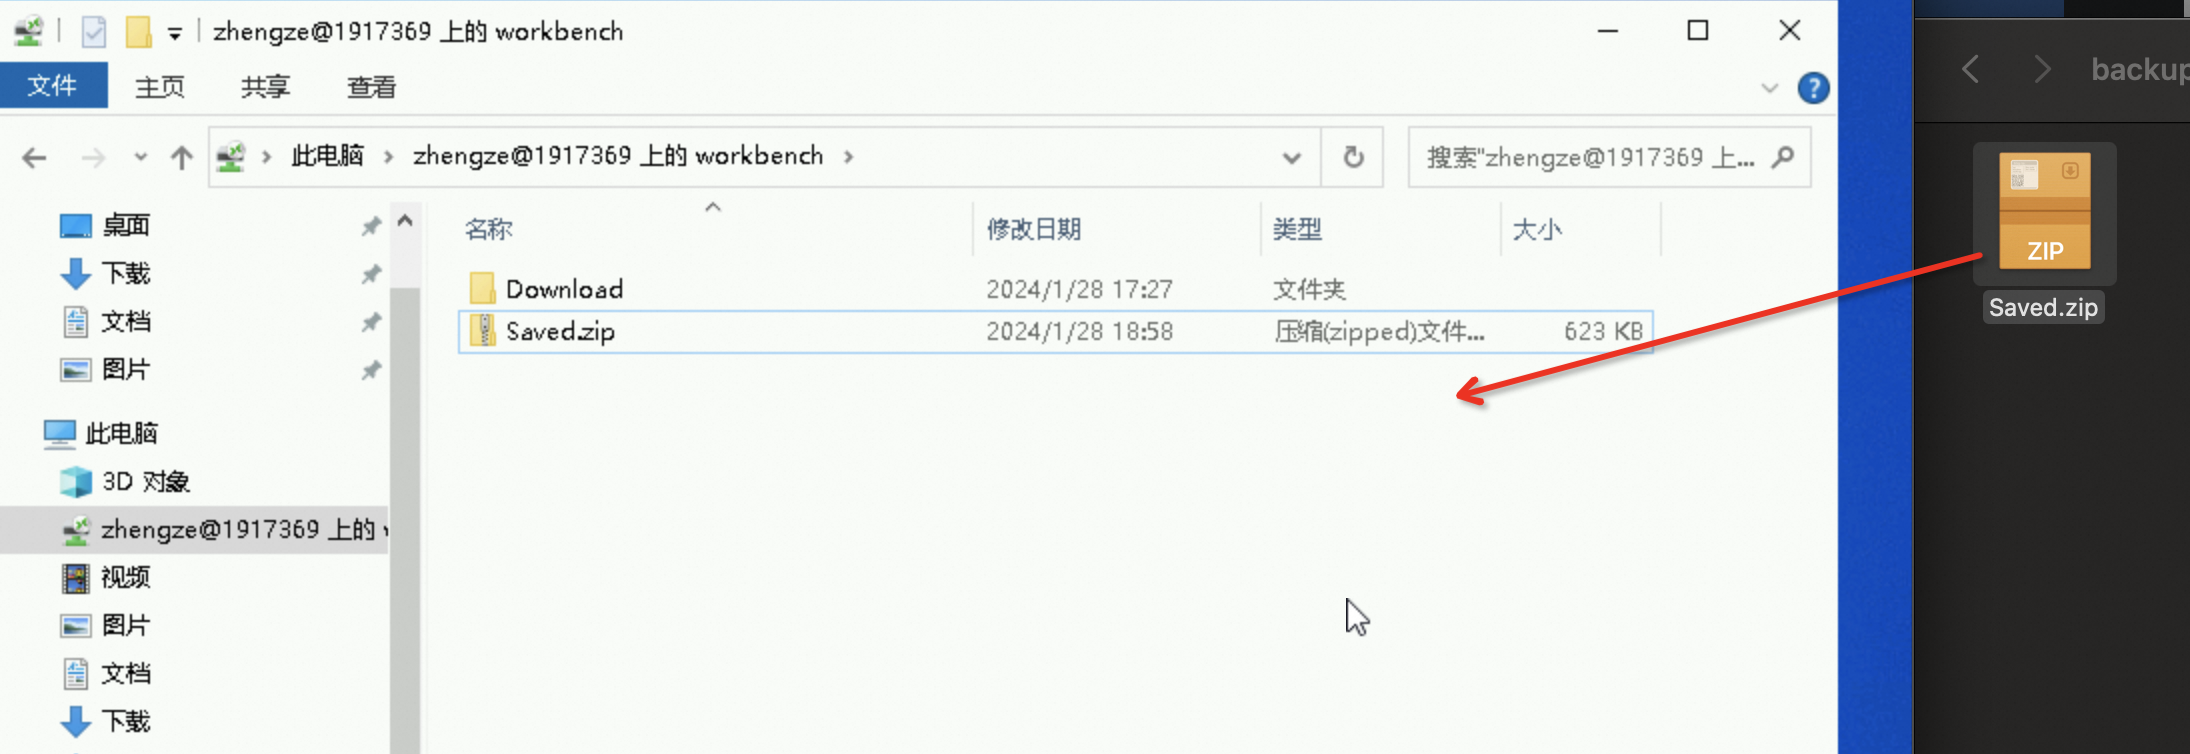 zhengze@1917369 上的 workbench
文件 主页 共享 查看
此电脑 zhengze@1917369 上的 workbench 搜索"zhengze@1917369 上...
桌面
下载
文档
图片
此电脑
3D 对象
zhengze@1917369 上的
视频
图片
文档
下载
名称 修改日期 类型 大小
Download 2024/1/28 17:27 文件夹
Saved.zip 2024/1/28 18:58 压缩(zipped)文件... 623 KB
backup
ZIP
Saved.zip